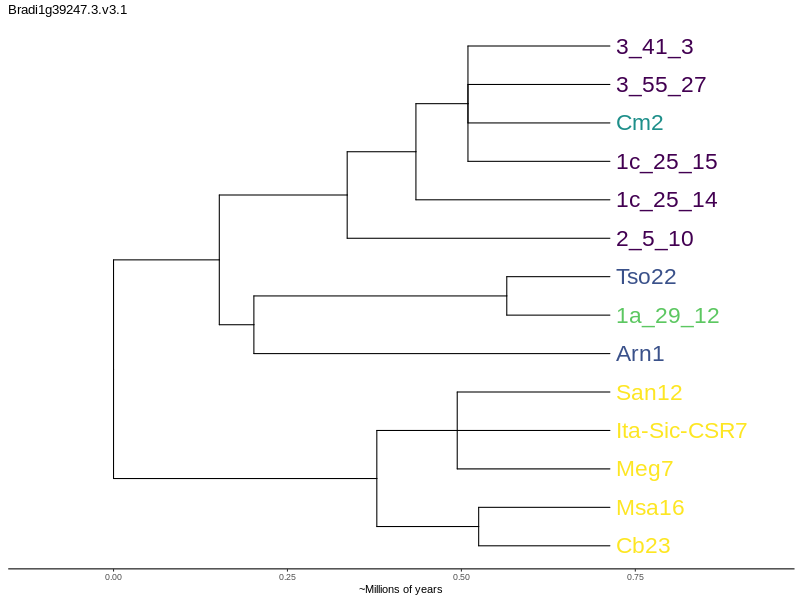 Bradi1g39247.3.v3.1
3_41_3
3_55_27
Cm2
1c_25_15
1c_25_14
2_5_10
Tso22
1a_29_12
Arn1
San12
Ita-Sic-CSR7
Meg7
Msa16
Cb23
0.00 0.25 0.50 0.75
~Millions of years